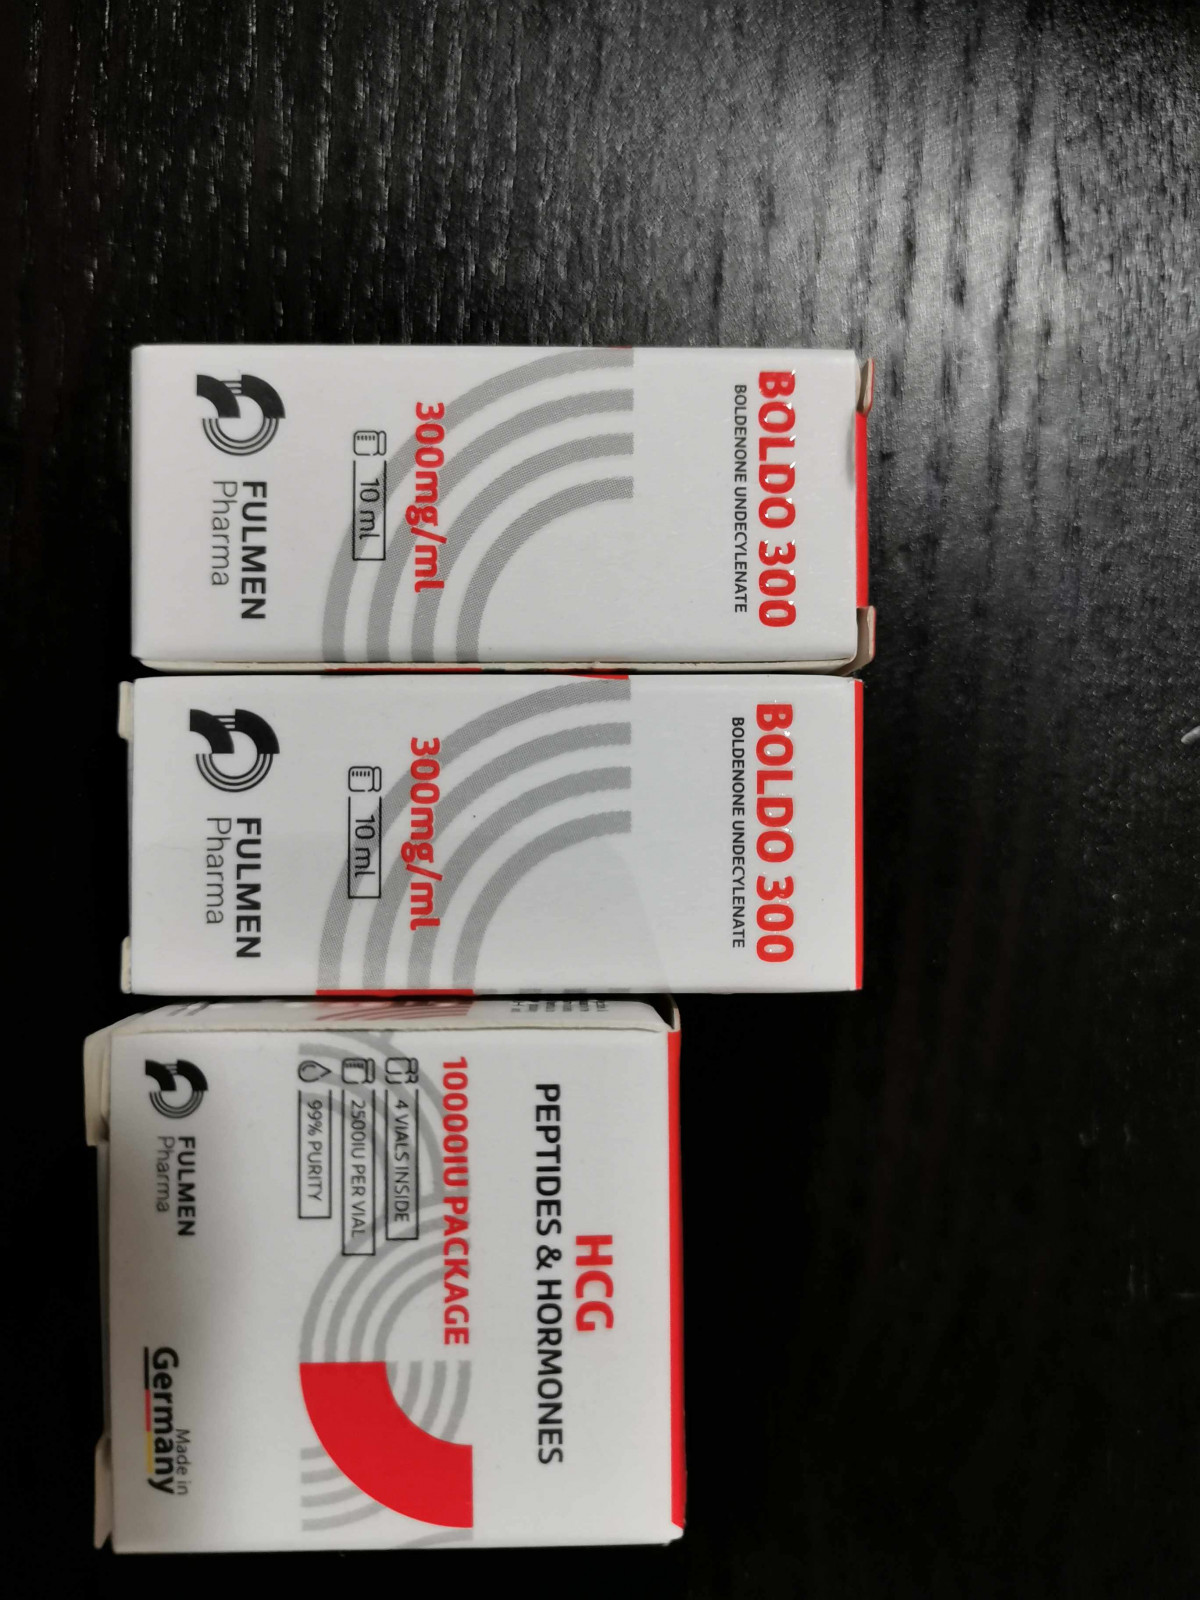 BOLDO 300
BOLDENONE UNDECYLENATE
300mg/ml
10 ml
FULMEN
Pharma
BOLDO 300
BOLDENONE UNDECYLENATE
300mg/ml
10 ml
FULMEN
Pharma
HCG
PEPTIDES & HORMONES
10000IU PACKAGE
4 VIALS INSIDE
2500IU PER VIAL
99% PURITY
FULMEN
Pharma
Made in
Germany